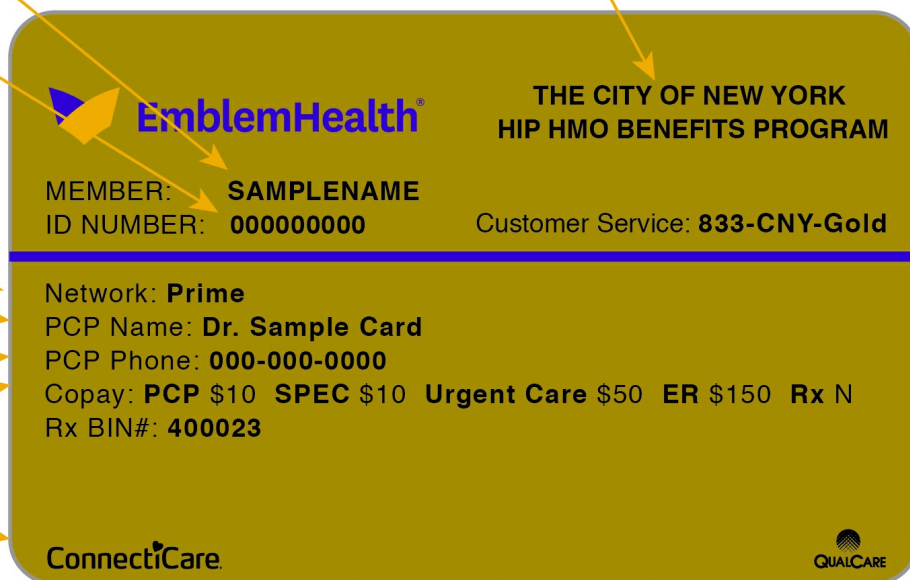 EmblemHealth®
THE CITY OF NEW YORK
HIP HMO BENEFITS PROGRAM
MEMBER: SAMPLENAME
ID NUMBER: 000000000
Customer Service: 833-CNY-Gold
Network: Prime
PCP Name: Dr. Sample Card
PCP Phone: 000-000-0000
Copay: PCP $10 SPEC $10 Urgent Care $50 ER $150 Rx N
Rx BIN#: 400023
ConnectiCare.
QUALCARE